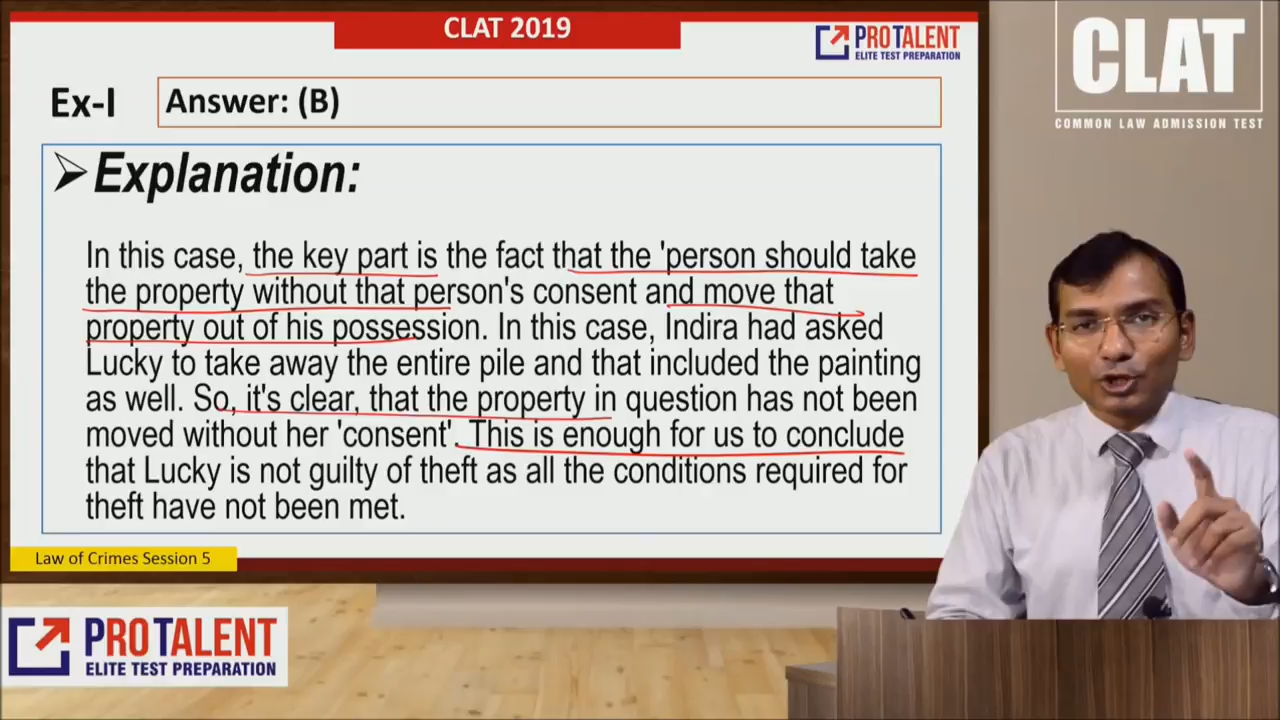 CLAT 2019
PROTALENT
ELITE TEST PREPARATION
CLAT
COMMON LAW ADMISSION TEST
Ex-I
Answer: (B)
Explanation:
In this case, the key part is the fact that the 'person should take
the property without that person's consent and move that
property out of his possession. In this case, Indira had asked
Lucky to take away the entire pile and that included the painting
as well. So, it's clear, that the property in question has not been
moved without her 'consent'. This is enough for us to conclude
that Lucky is not guilty of theft as all the conditions required for
theft have not been met.
Law of Crimes Session 5
PROTALENT
ELITE TEST PREPARATION